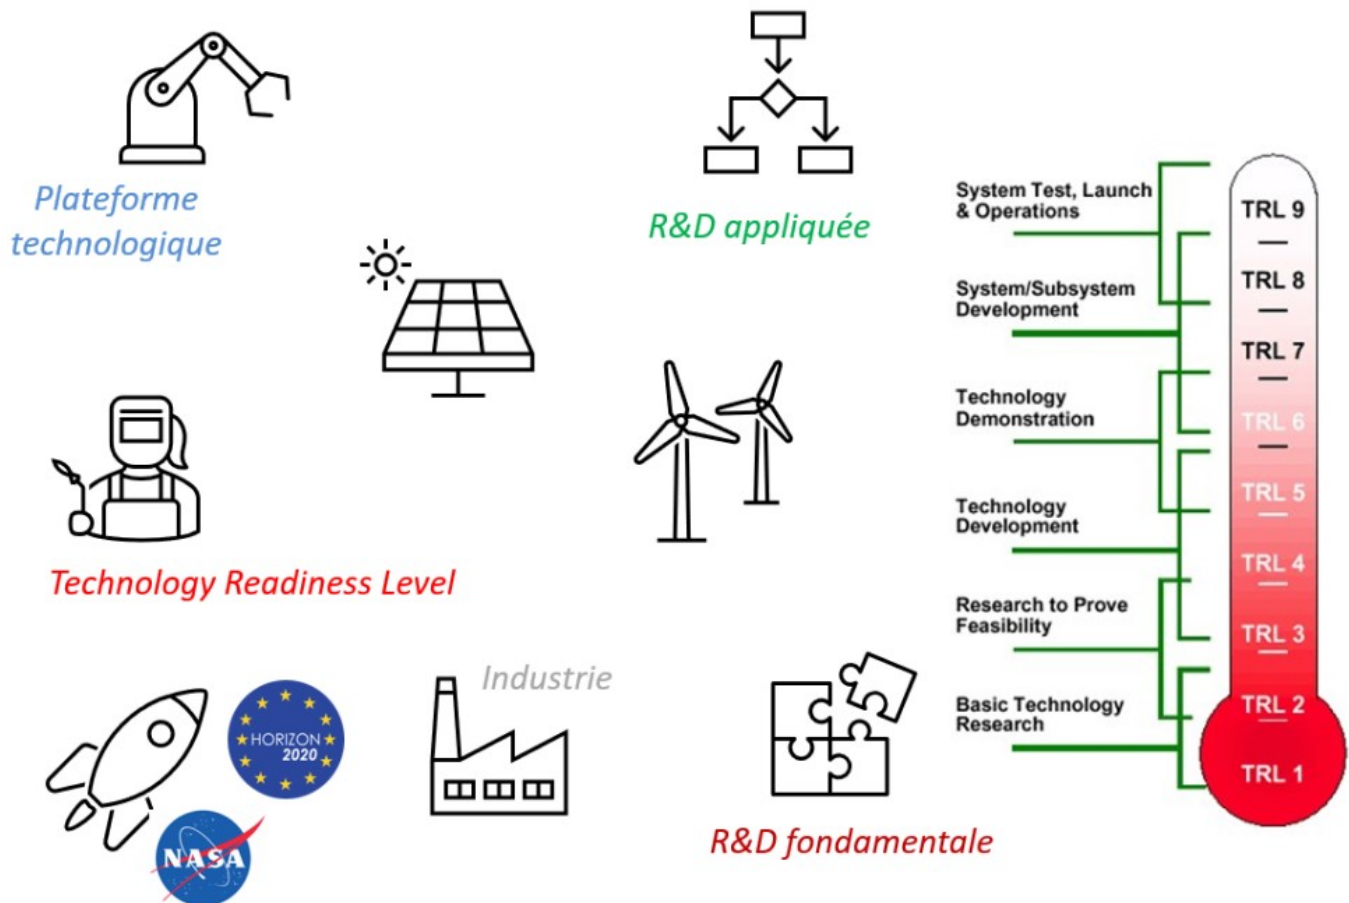 Plateforme
technologique
R&D appliquée
Technology Readiness Level
Industrie
HORIZON
2020
NASA
R&D fondamentale
System Test, Launch
& Operations
System/Subsystem
Development
Technology
Demonstration
Technology
Development
Research to Prove
Feasibility
Basic Technology
Research
TRL 9
TRL 8
TRL 7
TRL 6
TRL 5
TRL 4
TRL 3
TRL 2
TRL 1